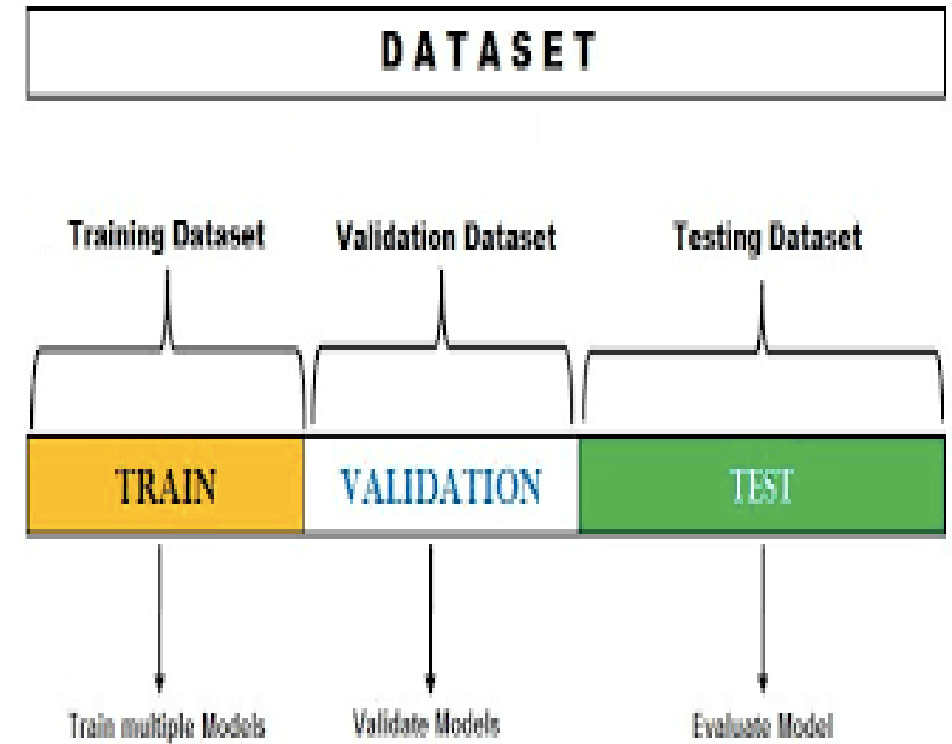 DATASET
Training Dataset Validation Dataset Testing Dataset
TRAIN VALIDATION TEST
Train multiple Models Validate Models Evaluate Model